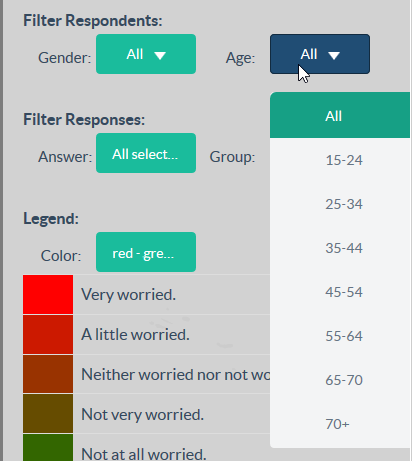 Filter Respondents:
Gender: All Age: All
All
15-24
25-34
35-44
45-54
55-64
65-70
70+
Filter Responses:
Answer: All select... Group:
Legend:
Color: red - gre...
Very worried.
A little worried.
Neither worried nor not wo
Not very worried.
Not at all worried.